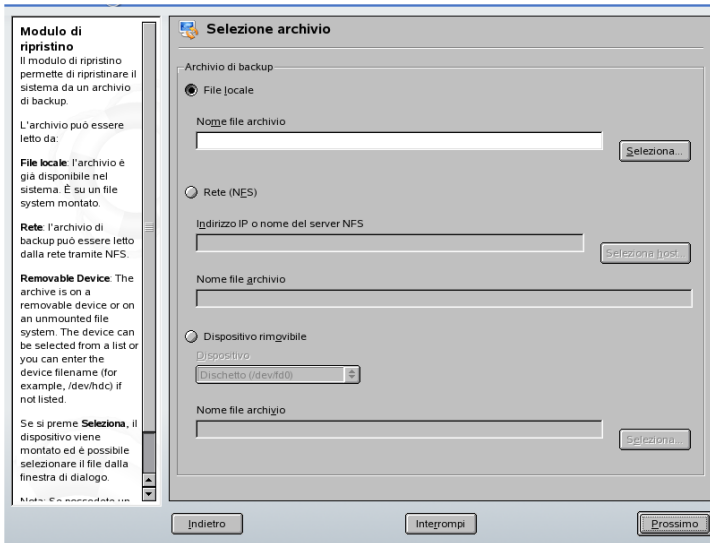 Modulo di
ripristino
Il modulo di ripristino
permette di ripristinare il
sistema da un archivio
di backup.
L'archivio può essere
letto da:
File locale: l'archivio è
già disponibile nel
sistema. È su un file
system montato.
Rete: l'archivio di
backup può essere letto
dalla rete tramite NFS.
Removable Device: The
archive is on a
removable device or on
an unmounted file
system. The device can
be selected from a list or
you can enter the
device filename (for
example, /dev/hdc) if
not listed.
Se si preme Seleziona, il
dispositivo viene
montato ed è possibile
selezionare il file dalla
finestra di dialogo.
Nota: Se possedete un
Selezione archivio
Archivio di backup
File locale
Nome file archivio
Seleziona...
Rete (NFS)
Indirizzo IP o nome del server NFS
Seleziona host...
Nome file archivio
Dispositivo rimovibile
Dispositivo
Dischetto (/dev/fd0)
Nome file archivio
Seleziona...
Indietro
Interrompi
Prossimo